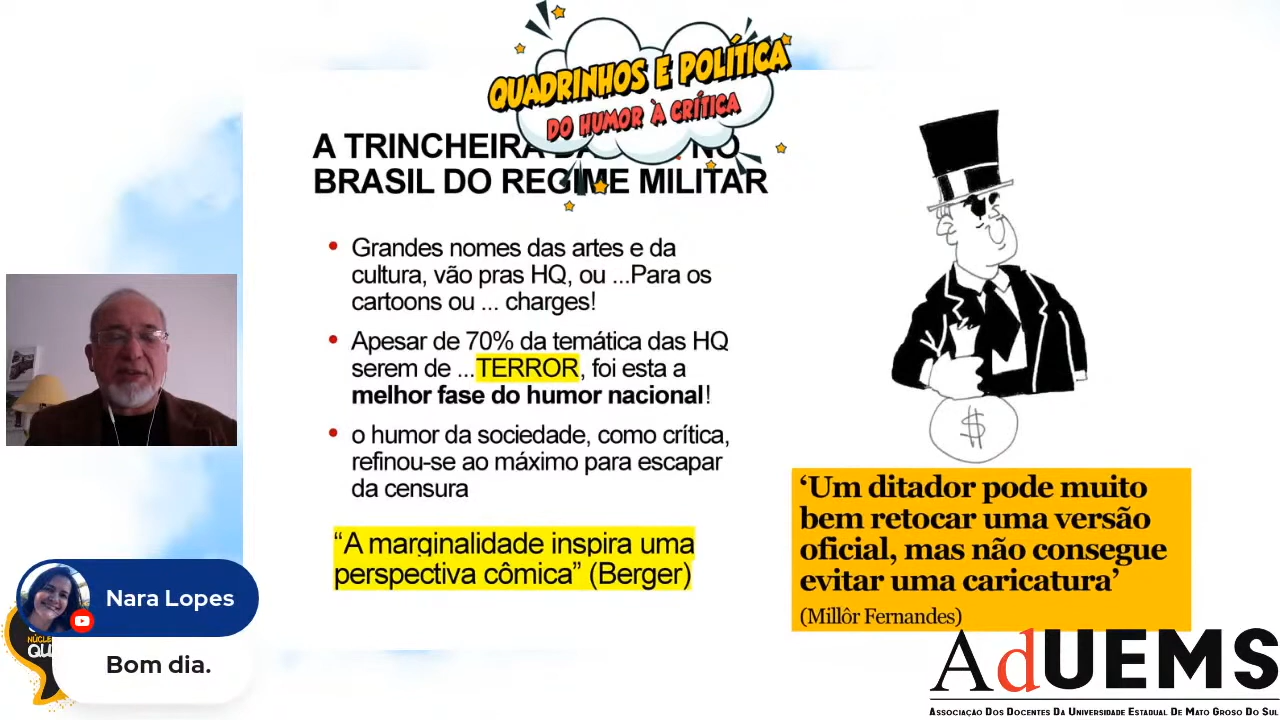 QUADRINHOS E POLÍTICA
DO HUMOR À CRÍTICA
A TRINCHEIRA NO
BRASIL DO REGIME MILITAR
• Grandes nomes das artes e da
cultura, vão pras HQ, ou ...Para os
cartoons ou ... charges!
• Apesar de 70% da temática das HQ
serem de ...TERROR, foi esta a
melhor fase do humor nacional!
• o humor da sociedade, como crítica,
refinou-se ao máximo para escapar
da censura
“A marginalidade inspira uma
perspectiva cômica” (Berger)
$
‘Um ditador pode muito
bem retocar uma versão
oficial, mas não consegue
evitar uma caricatura’
(Millôr Fernandes)
Nara Lopes
Bom dia.
AdUEMS
Associação Dos Docentes Da Universidade Estadual De Mato Groso Do Sul